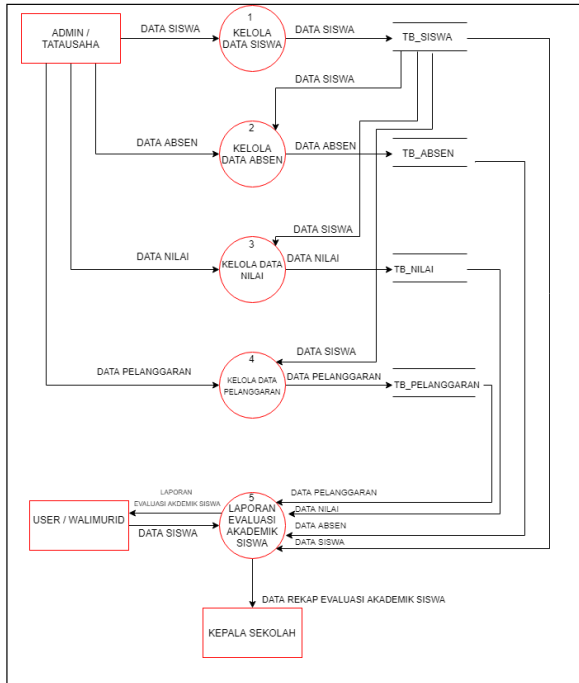 ADMIN /
TATAUSAHA
DATA SISWA
1
KELOLA
DATA SISWA
DATA SISWA
TB_SISWA
DATA SISWA
DATA ABSEN
2
KELOLA
DATA ABSEN
DATA ABSEN
TB_ABSEN
DATA SISWA
DATA NILAI
3
KELOLA DATA
NILAI
DATA NILAI
TB_NILAI
DATA SISWA
DATA PELANGGARAN
4
KELOLA DATA
PELANGGARAN
DATA PELANGGARAN
TB_PELANGGARAN
LAPORAN
EVALUASI AKDEMIK SISWA
USER / WALIMURID
DATA SISWA
5
LAPORAN
EVALUASI
AKADEMIK
SISWA
DATA PELANGGARAN
DATA NILAI
DATA ABSEN
DATA SISWA
DATA REKAP EVALUASI AKADEMIK SISWA
KEPALA SEKOLAH